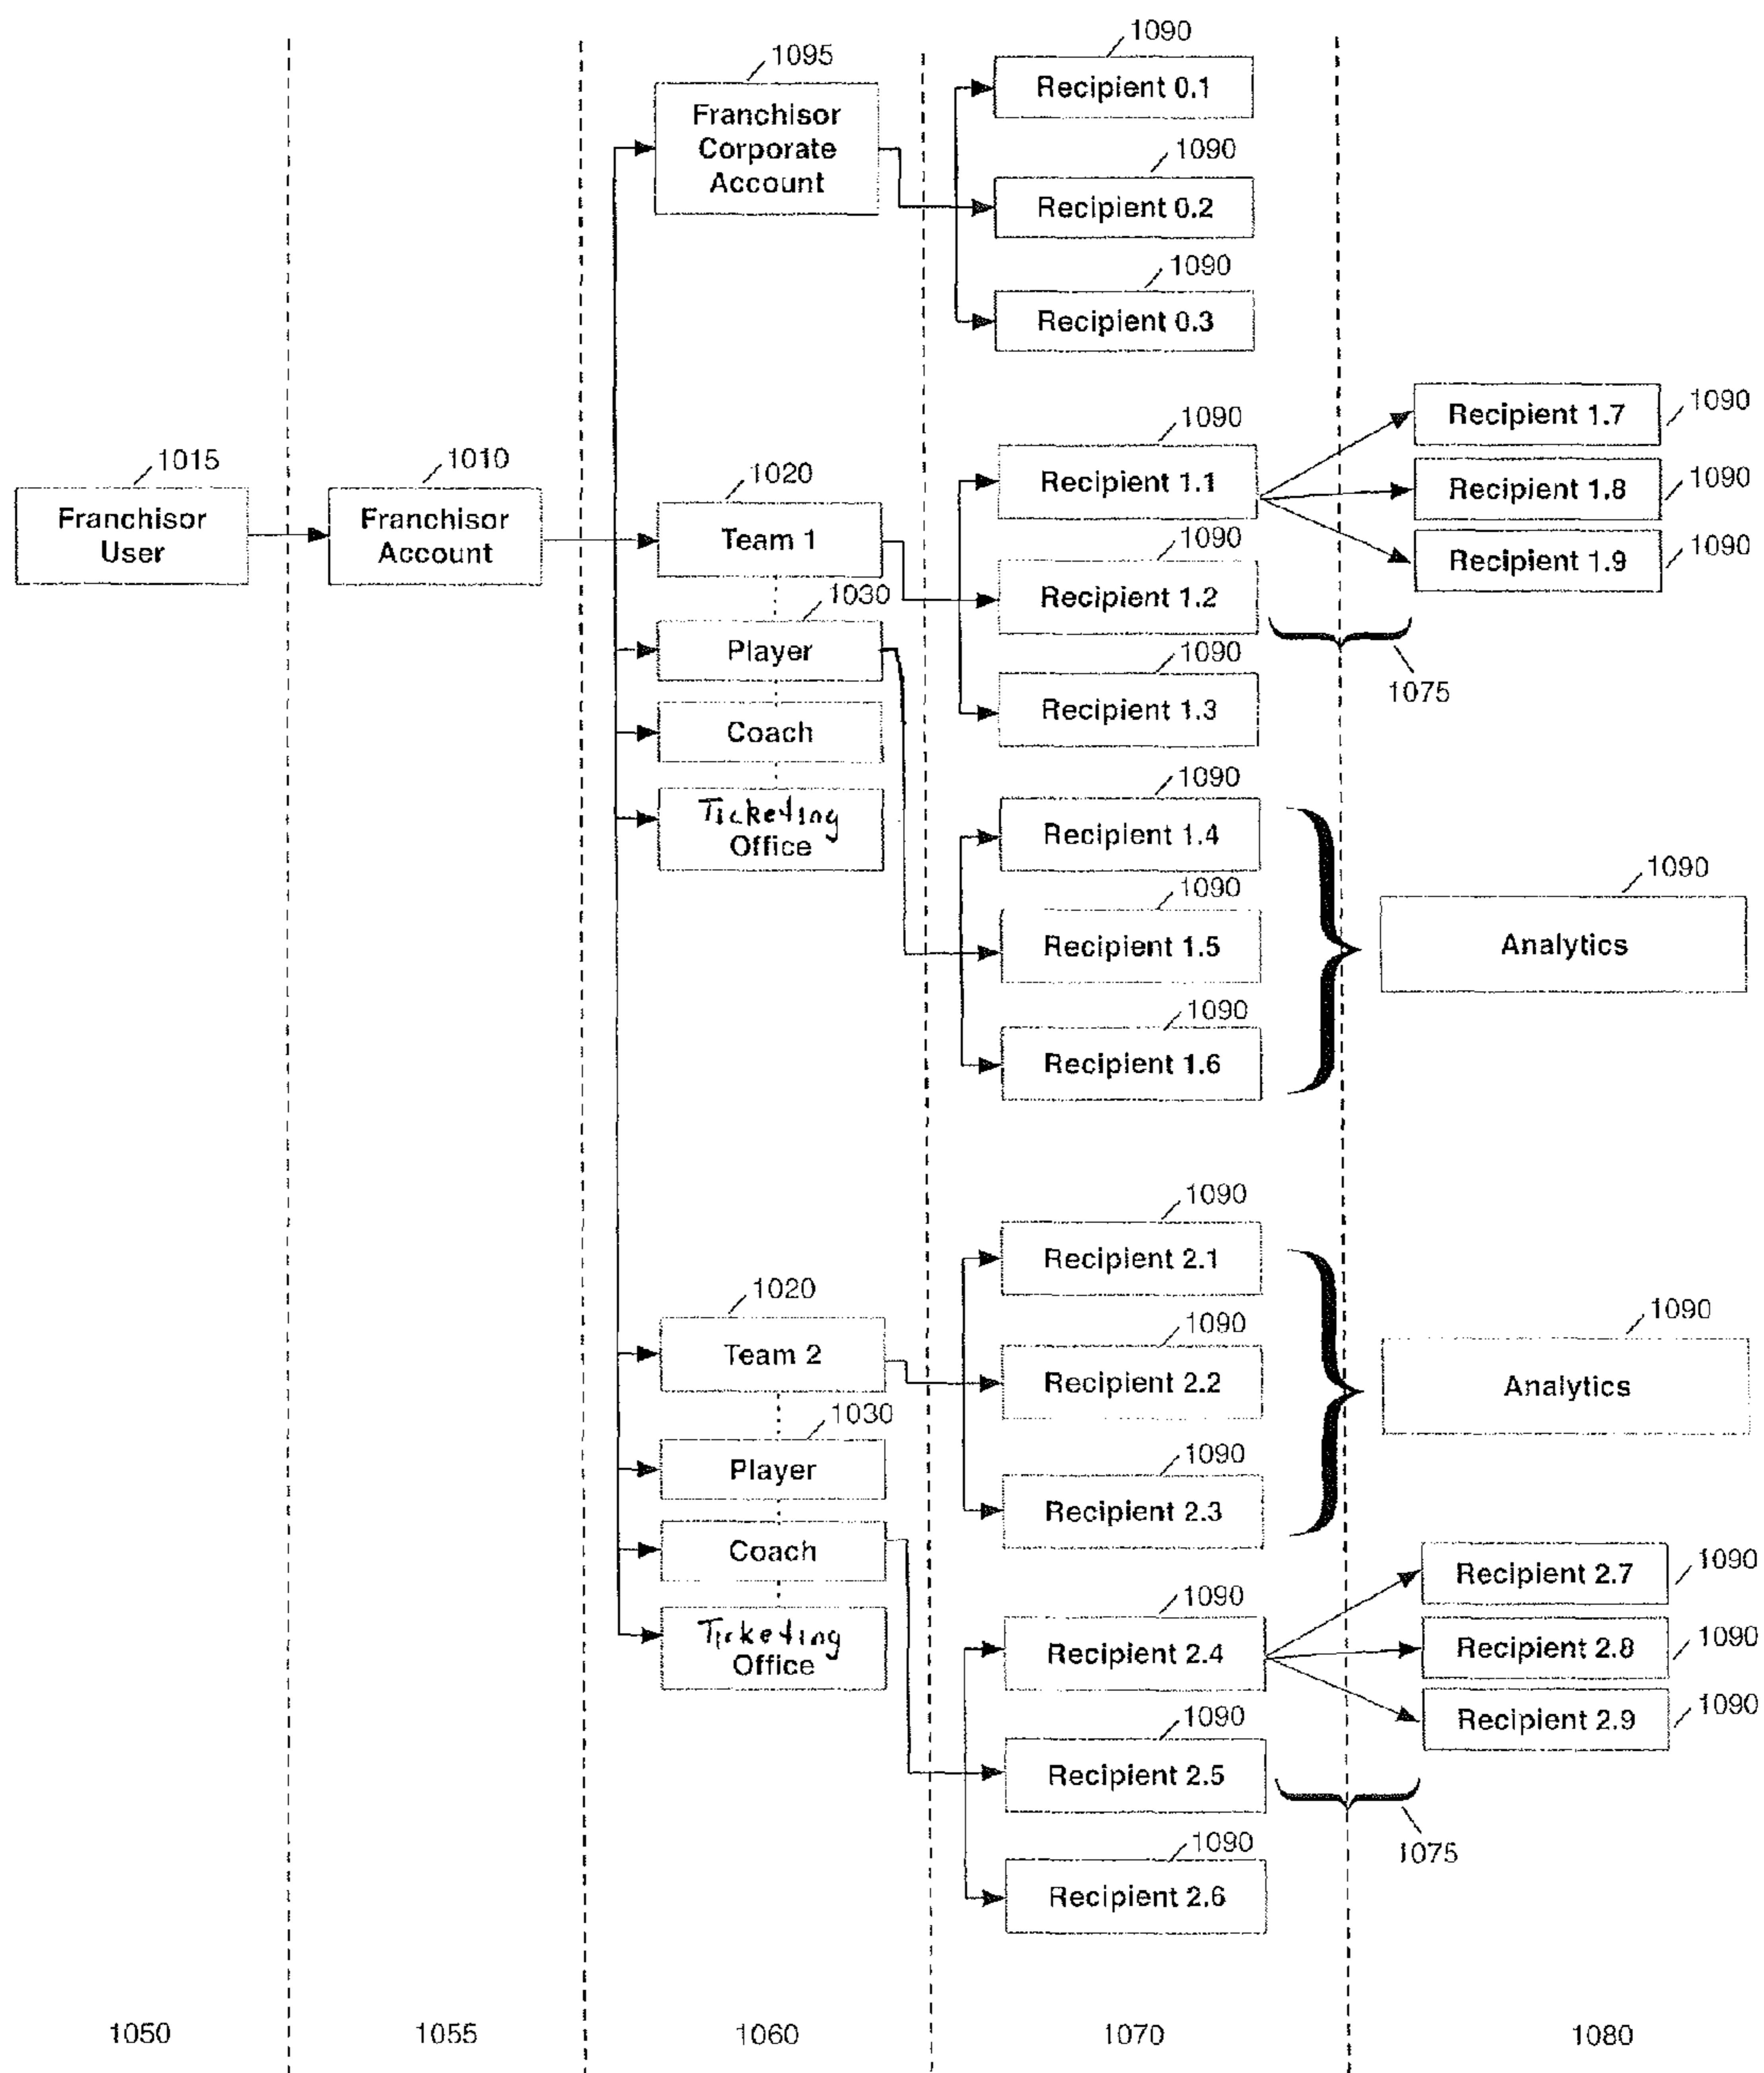 1090
1095
Recipient 0.1
Franchisor
Corporate
Account
1090
Recipient 0.2
1090
Recipient 0.3
1090
Recipient 1.7
1090
1015
1010
1020
Recipient 1.1
Recipient 1.8
1090
Franchisor
User
Franchisor
Account
Team 1
1090
Recipient 1.9
1090
1030
Recipient 1.2
Player
1090
1075
Coach
Recipient 1.3
1090
Ticketing
Office
Recipient 1.4
1090
1090
Recipient 1.5
Analytics
1090
Recipient 1.6
1090
Recipient 2.1
1020
1090
1090
Team 2
Recipient 2.2
Analytics
1030
1090
Player
Recipient 2.3
Coach
Recipient 2.7
1090
1090
Ticketing
Office
Recipient 2.4
Recipient 2.8
1090
1090
Recipient 2.9
1090
Recipient 2.5
1075
1090
Recipient 2.6
1050
1055
1060
1070
1080